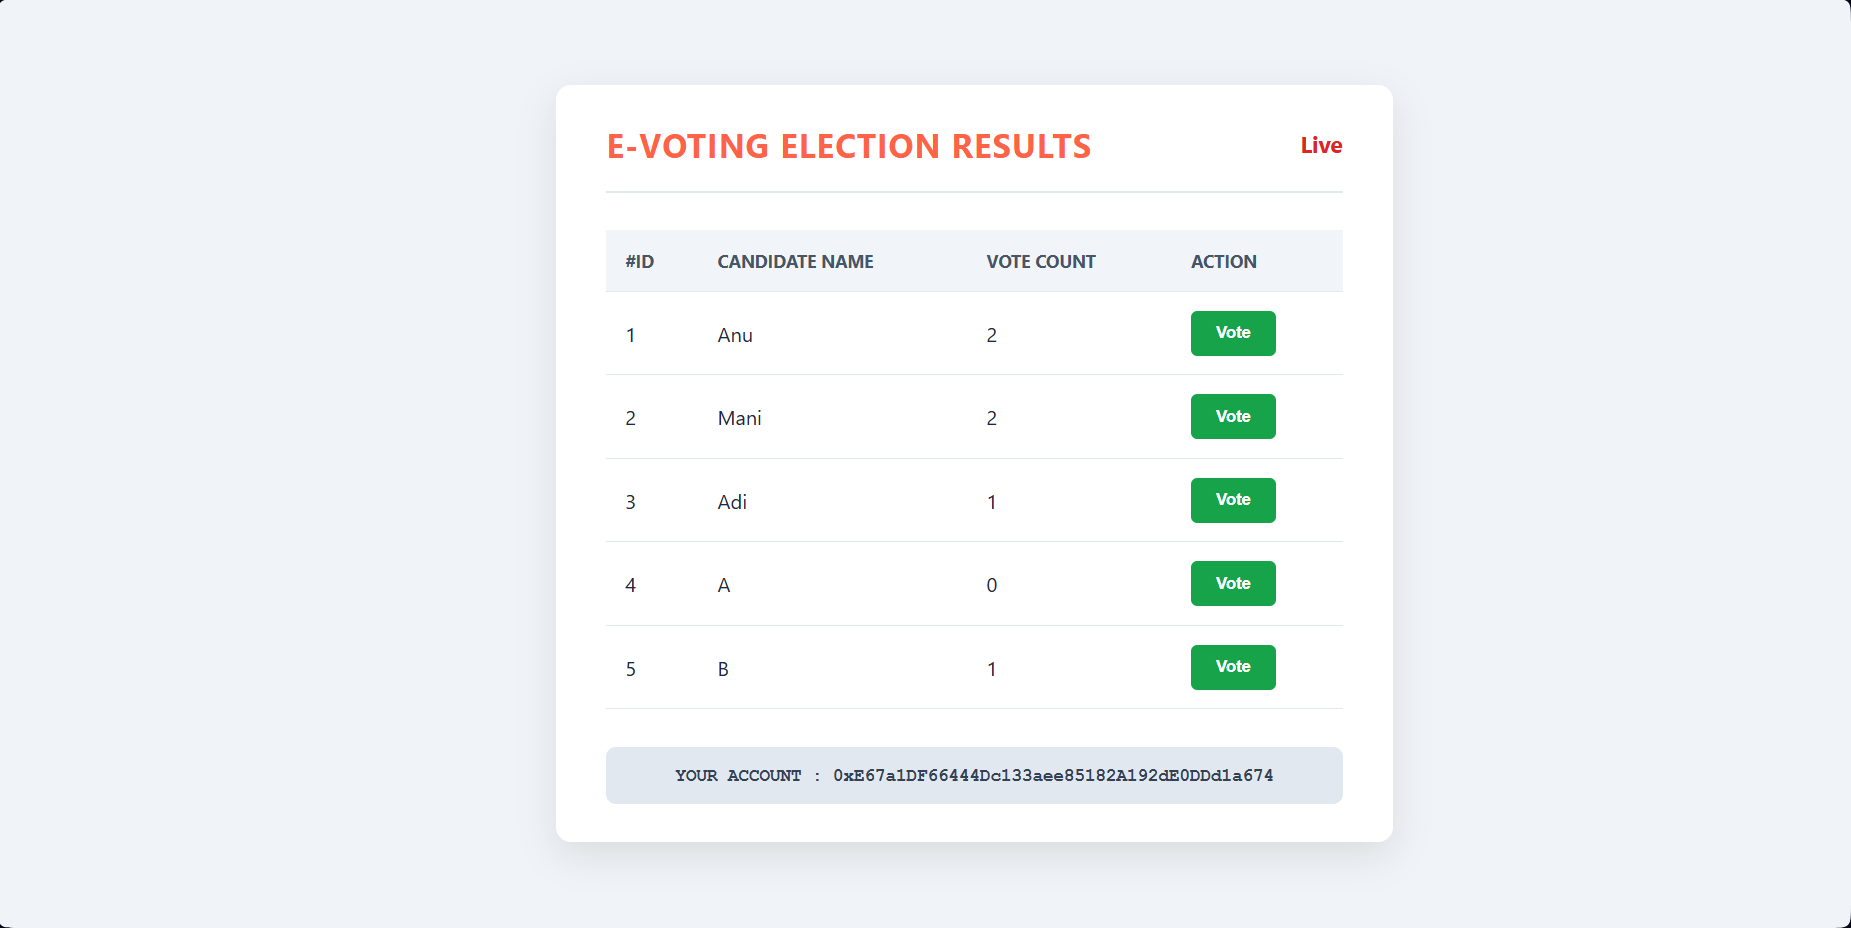 E-VOTING ELECTION RESULTS Live
#ID CANDIDATE NAME VOTE COUNT ACTION
1 Anu 2 Vote
2 Mani 2 Vote
3 Adi 1 Vote
4 A 0 Vote
5 B 1 Vote
YOUR ACCOUNT : 0xE67a1DF66444Dc133aee85182A192dE0DDd1a674